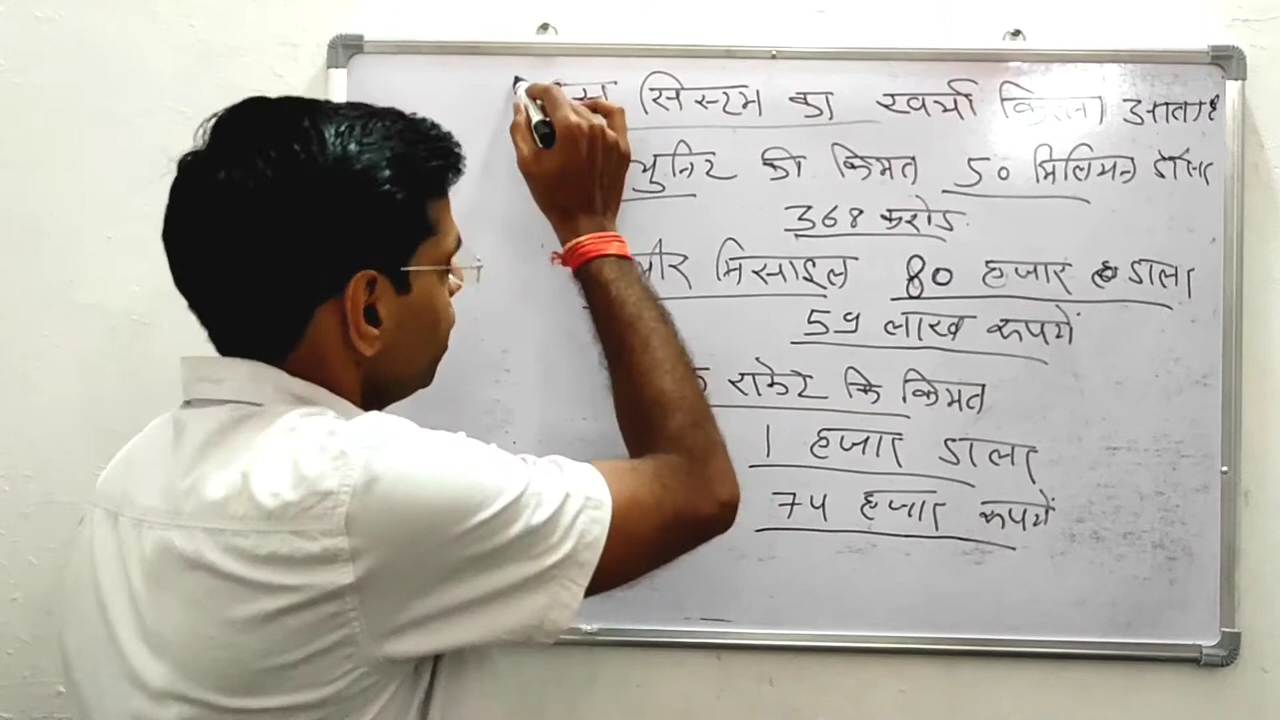 सिस्टम का खर्चा कितना आता है
युनिट की किमत 50 मिलियन डॉलर
368 करोड
मीर मिसाइल 80 हजार डालर
59 लाख रूपयें
राकेट कि किमत
1 हजार डालर
74 हजार रूपयें